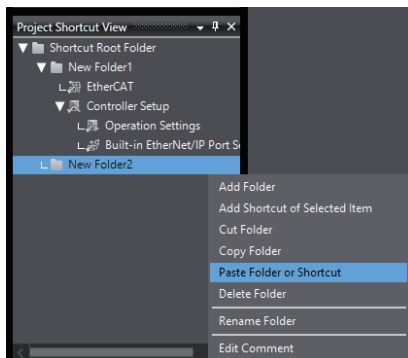 Project Shortcut View
Shortcut Root Folder
New Folder1
EtherCAT
Controller Setup
Operation Settings
Built-in EtherNet/IP Port
New Folder2
Add Folder
Add Shortcut of Selected Item
Cut Folder
Copy Folder
Paste Folder or Shortcut
Delete Folder
Rename Folder
Edit Comment